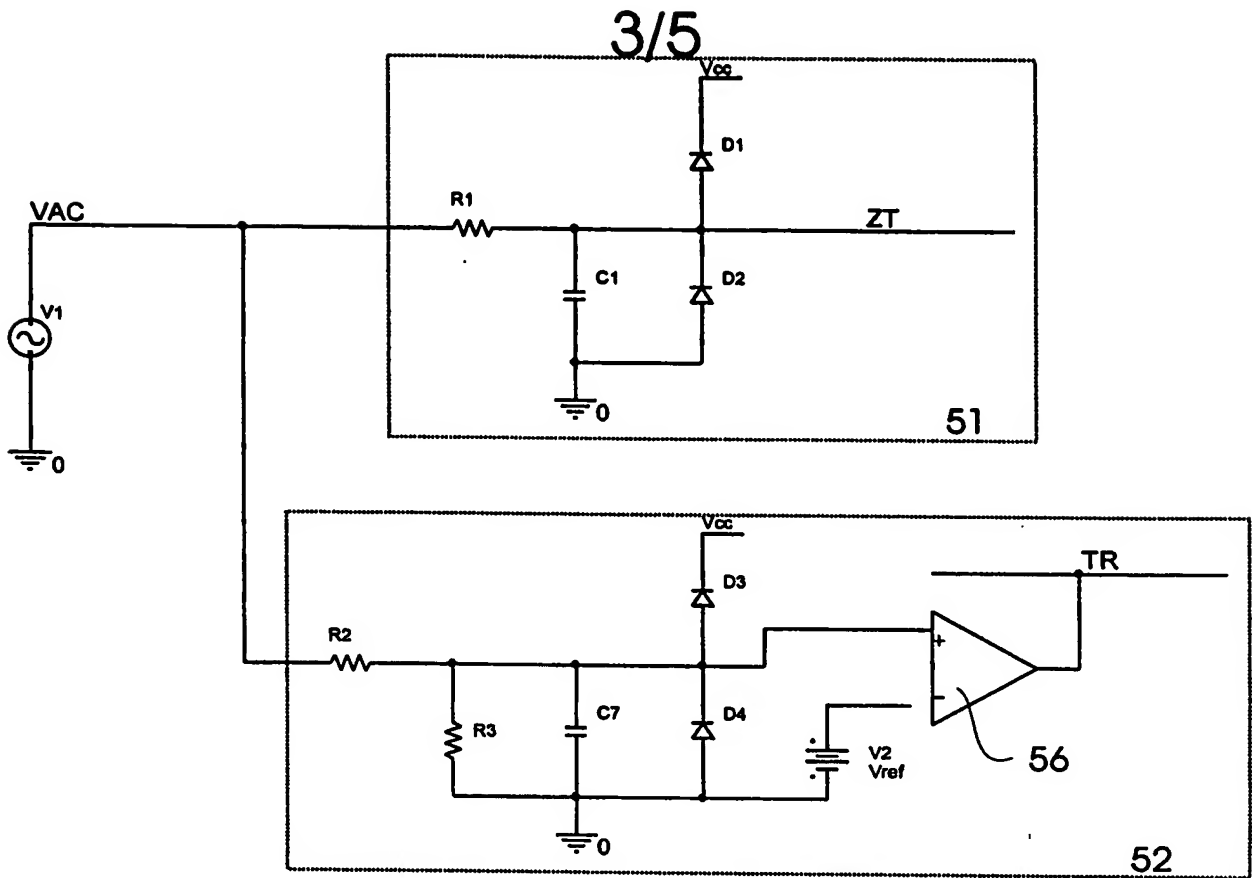 3/5
Vcc
D1
R1
VAC
ZT
C1
D2
V1
0
0
51
Vcc
TR
D3
R2
+
R3
C7
D4
-
V2
Vref
56
0
52